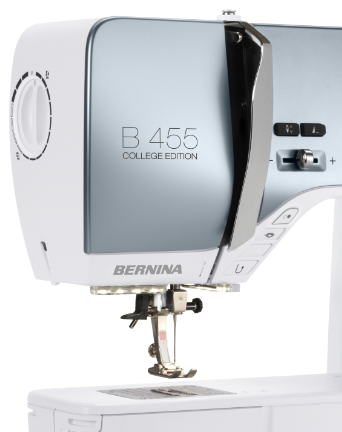 B 455
COLLEGE EDITION
- +
BERNINA